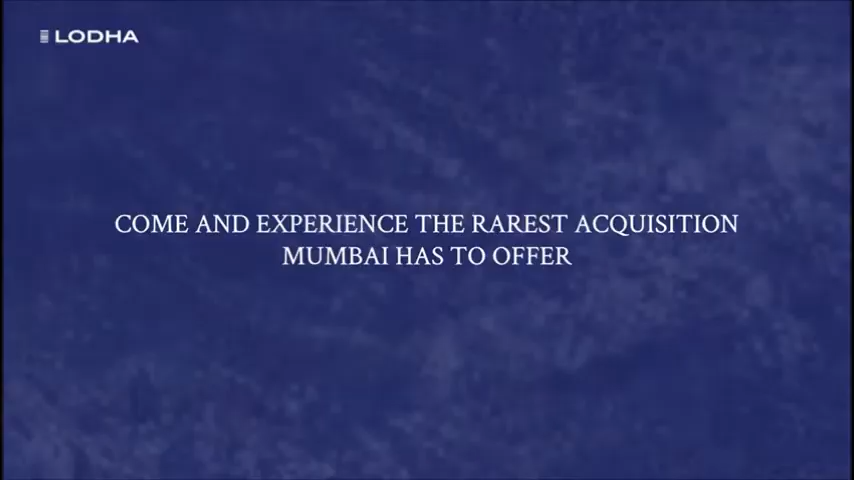 LODHA
COME AND EXPERIENCE THE RAREST ACQUISITION
MUMBAI HAS TO OFFER